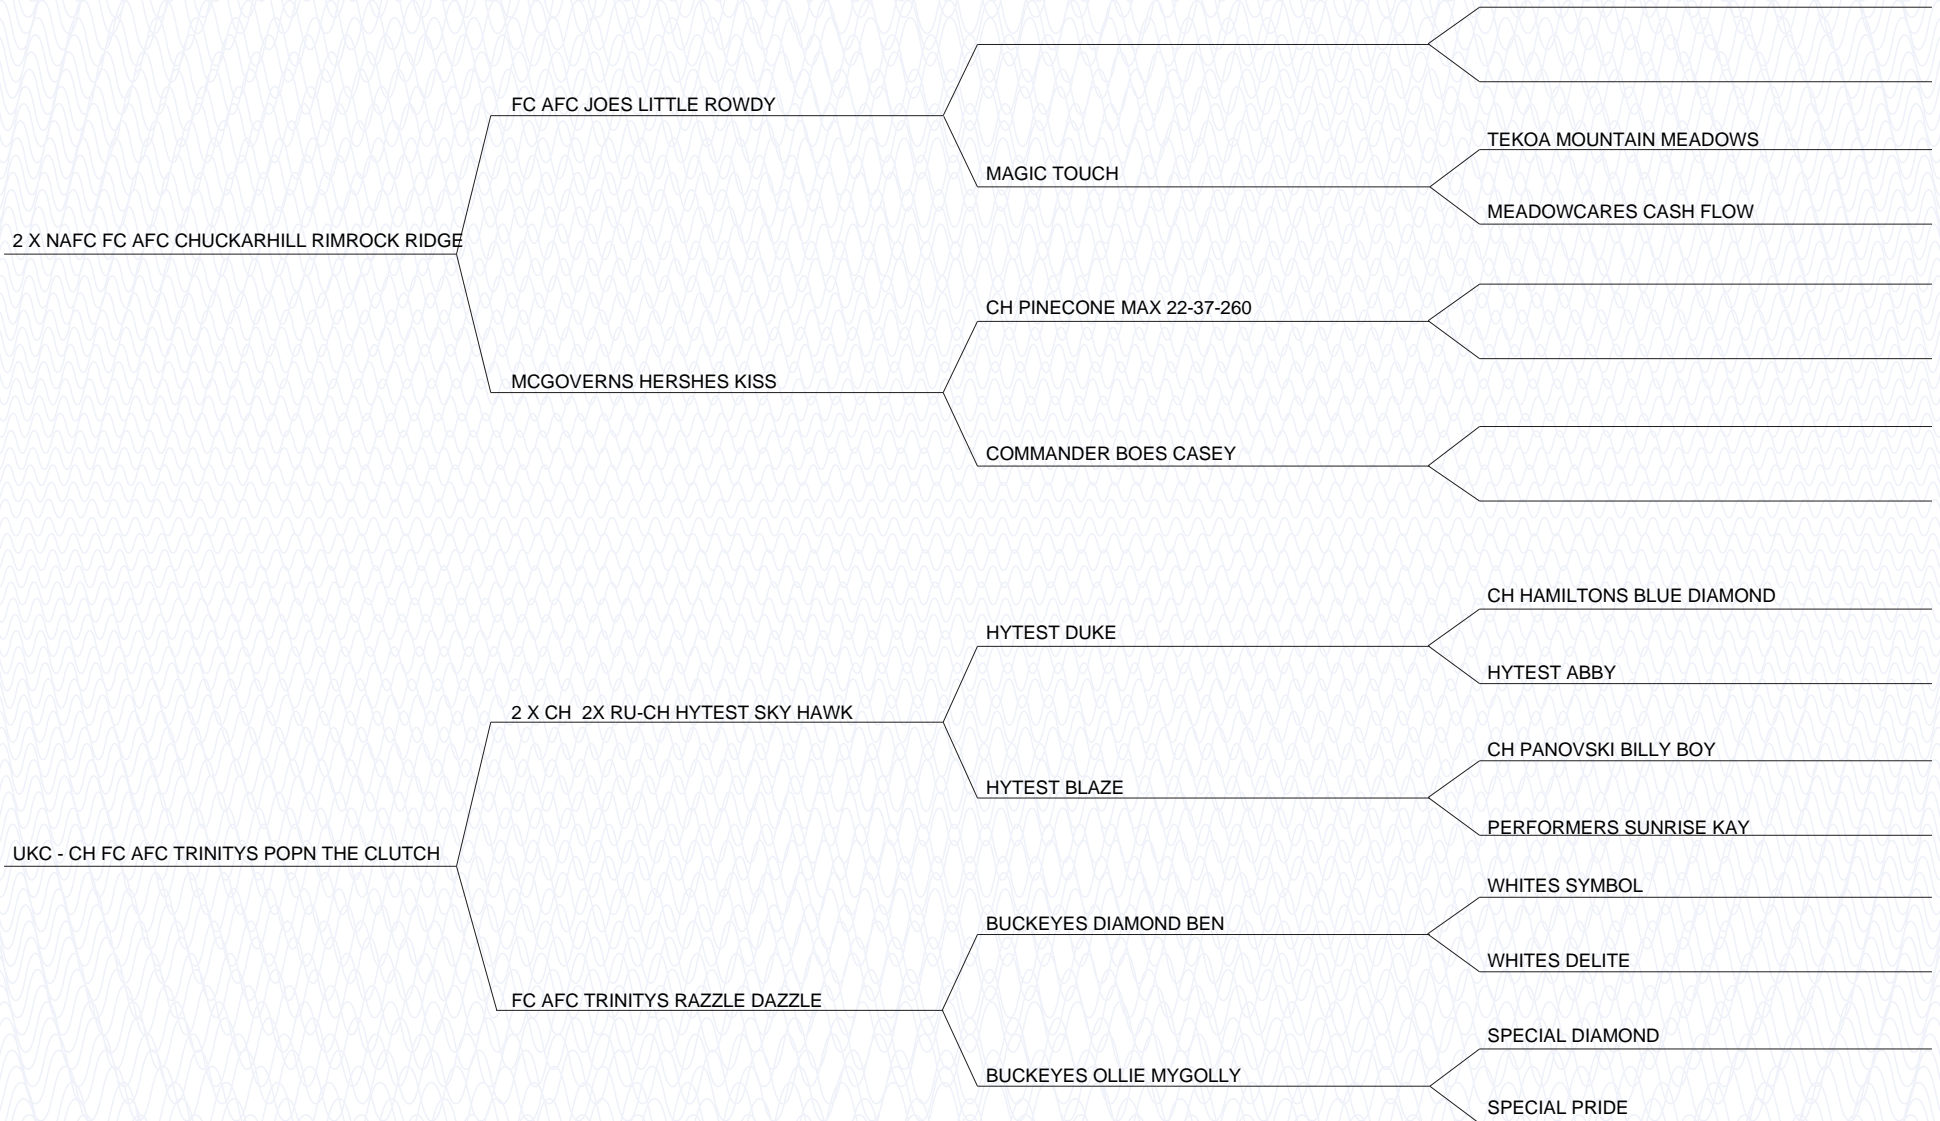 FC AFC JOES LITTLE ROWDY
TEKOA MOUNTAIN MEADOWS
MAGIC TOUCH
MEADOWCARES CASH FLOW
2 X NAFC FC AFC CHUCKARHILL RIMROCK RIDGE
CH PINECONE MAX 22-37-260
MCGOVERNS HERSHES KISS
COMMANDER BOES CASEY
CH HAMILTONS BLUE DIAMOND
HYTEST DUKE
HYTEST ABBY
2 X CH  2X RU-CH HYTEST SKY HAWK
CH PANOVSKI BILLY BOY
HYTEST BLAZE
PERFORMERS SUNRISE KAY
UKC - CH FC AFC TRINITYS POPN THE CLUTCH
WHITES SYMBOL
BUCKEYES DIAMOND BEN
WHITES DELITE
FC AFC TRINITYS RAZZLE DAZZLE
SPECIAL DIAMOND
BUCKEYES OLLIE MYGOLLY
SPECIAL PRIDE